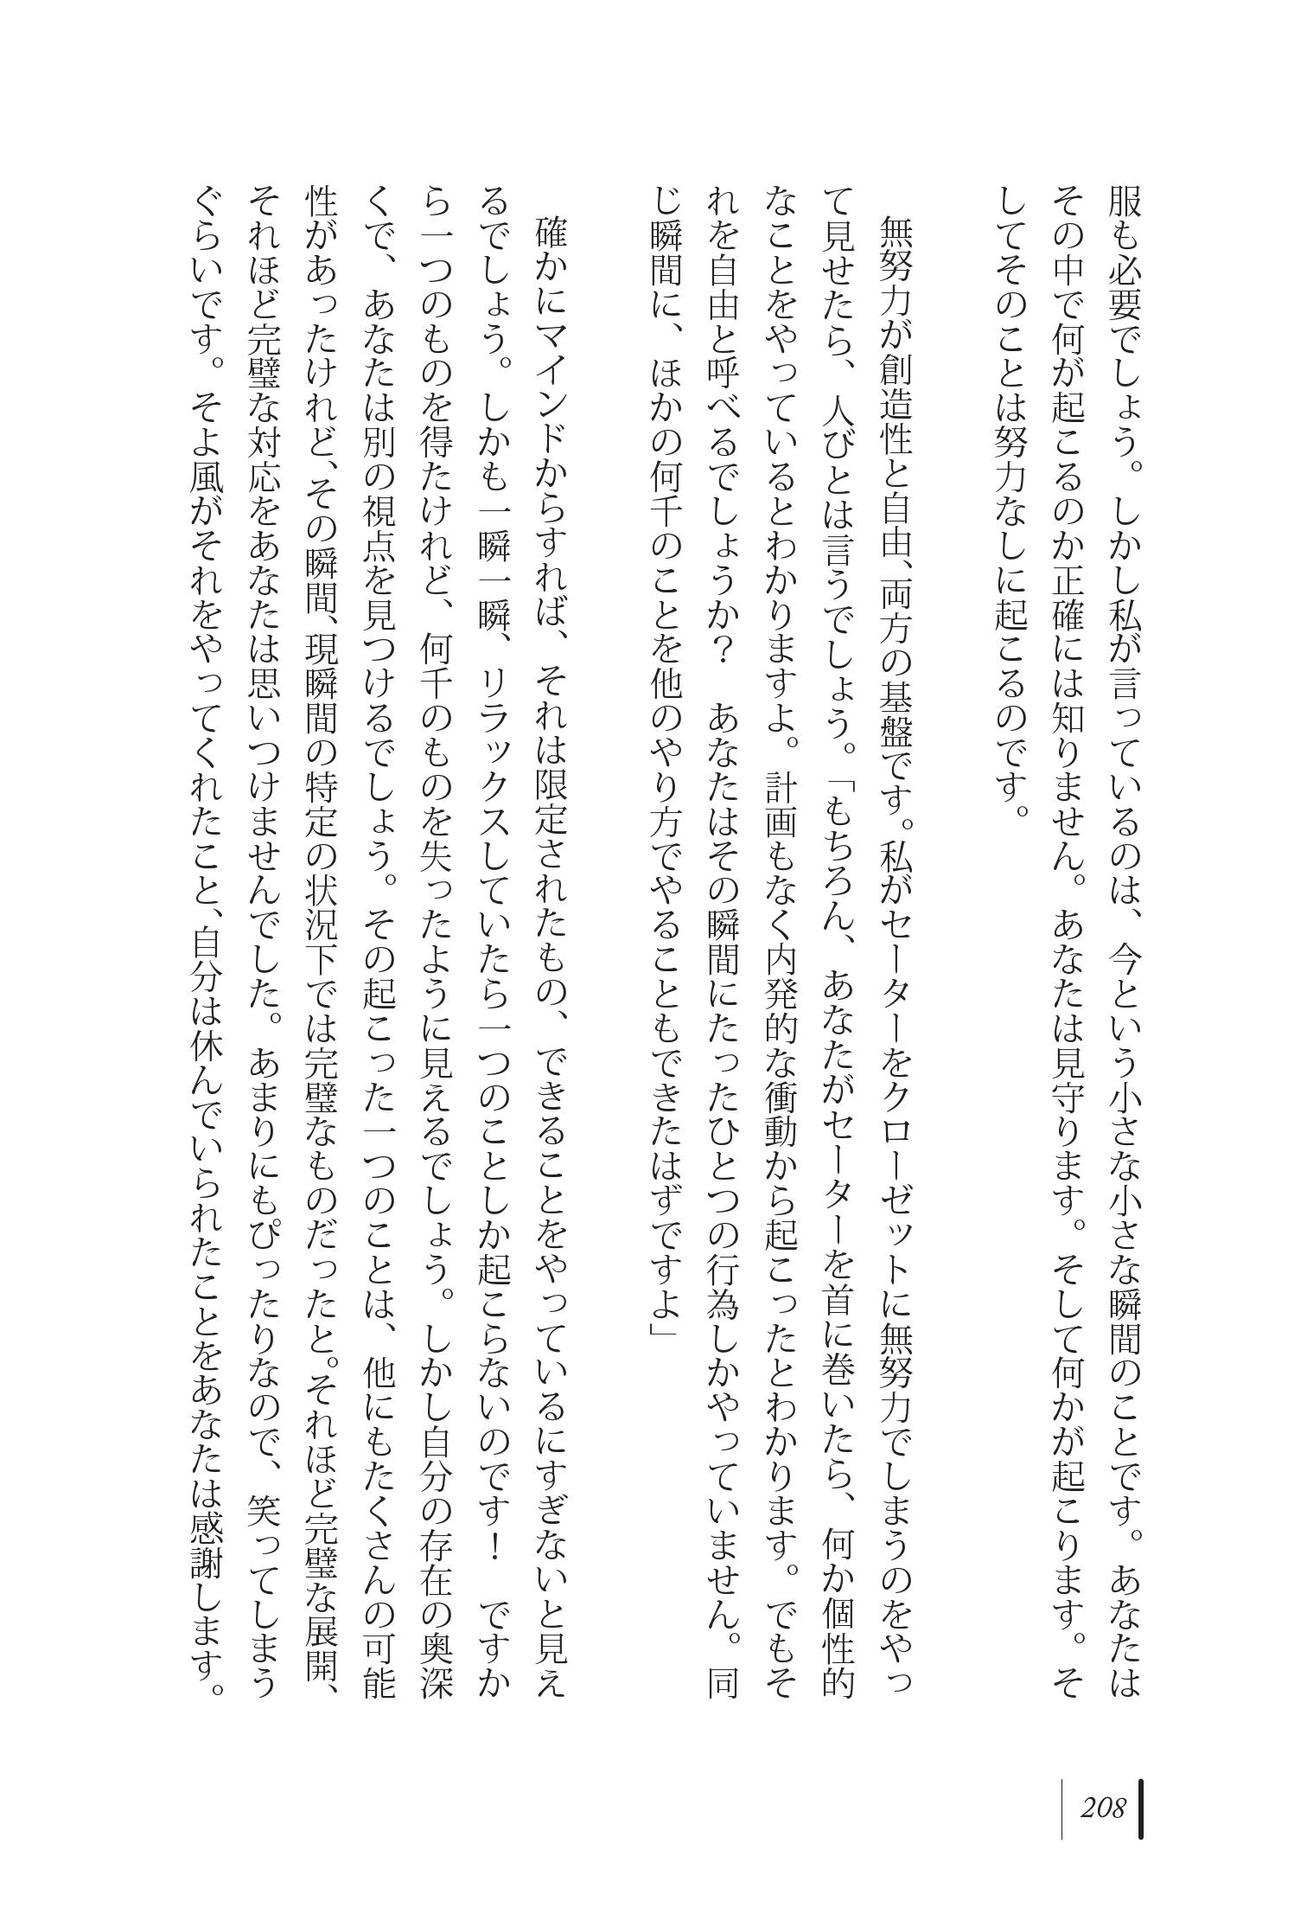 服も必要でしょう。しかし私が言っているのは、今という小さな小さな瞬間のことです。あなたは
その中で何が起こるのか正確には知りません。あなたは見守ります。そして何かが起こります。そ
してそのことは努力なしに起こるのです。
無努力が創造性と自由、両方の基盤です。私がセーターをクローゼットに無努力でしまうのをやっ
て見せたら、人びとは言うでしょう。「もちろん、あなたがセーターを首に巻いたら、何か個性的
なことをやっているとわかりますよ。計画もなく内発的な衝動から起こったとわかります。でもそ
れを自由と呼べるでしょうか？　あなたはその瞬間にたったひとつの行為しかやっていません。同
じ瞬間に、ほかの何千のことを他のやり方でやることもできたはずですよ」
確かにマインドからすれば、それは限定されたもの、できることをやっているにすぎないと見え
るでしょう。しかも一瞬一瞬、リラックスしていたら一つのことしか起こらないのです！　ですか
ら一つのものを得たけれど、何千のものを失ったように見えるでしょう。しかし自分の存在の奥深
くで、あなたは別の視点を見つけるでしょう。その起こった一つのことは、他にもたくさんの可能
性があったけれど、その瞬間、現瞬間の特定の状況下では完璧なものだったと。それほど完璧な展開、
それほど完璧な対応をあなたは思いつけませんでした。あまりにもぴったりなので、笑ってしまう
ぐらいです。そよ風がそれをやってくれたこと、自分は休んでいられたことをあなたは感謝します。
208